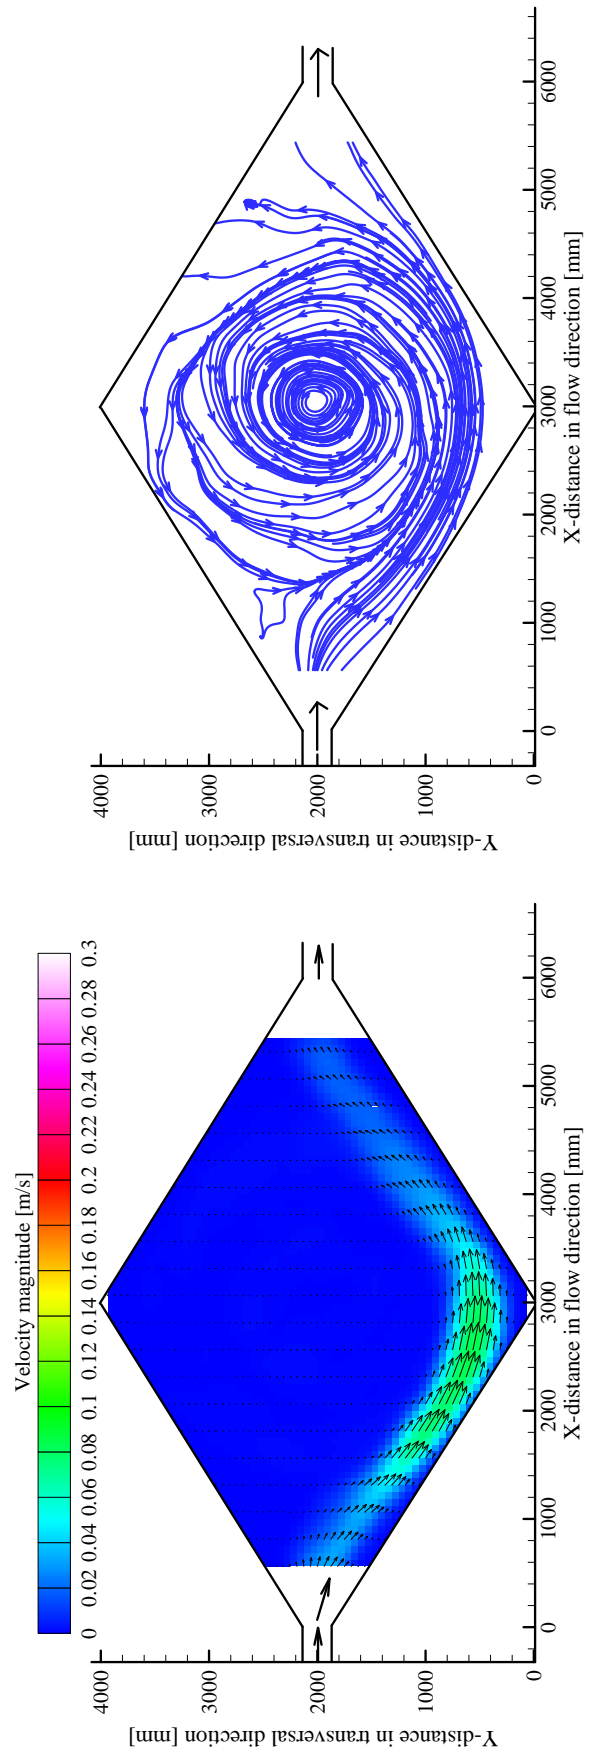 Velocity magnitude [m/s]
0 0.02 0.04 0.06 0.08 0.1 0.12 0.14 0.16 0.18 0.2 0.22 0.24 0.26 0.28 0.3
Y-distance in transversal direction [mm]
4000
3000
2000
1000
0
0 1000 2000 3000 4000 5000 6000
X-distance in flow direction [mm]
Y-distance in transversal direction [mm]
4000
3000
2000
1000
0
0 1000 2000 3000 4000 5000 6000
X-distance in flow direction [mm]